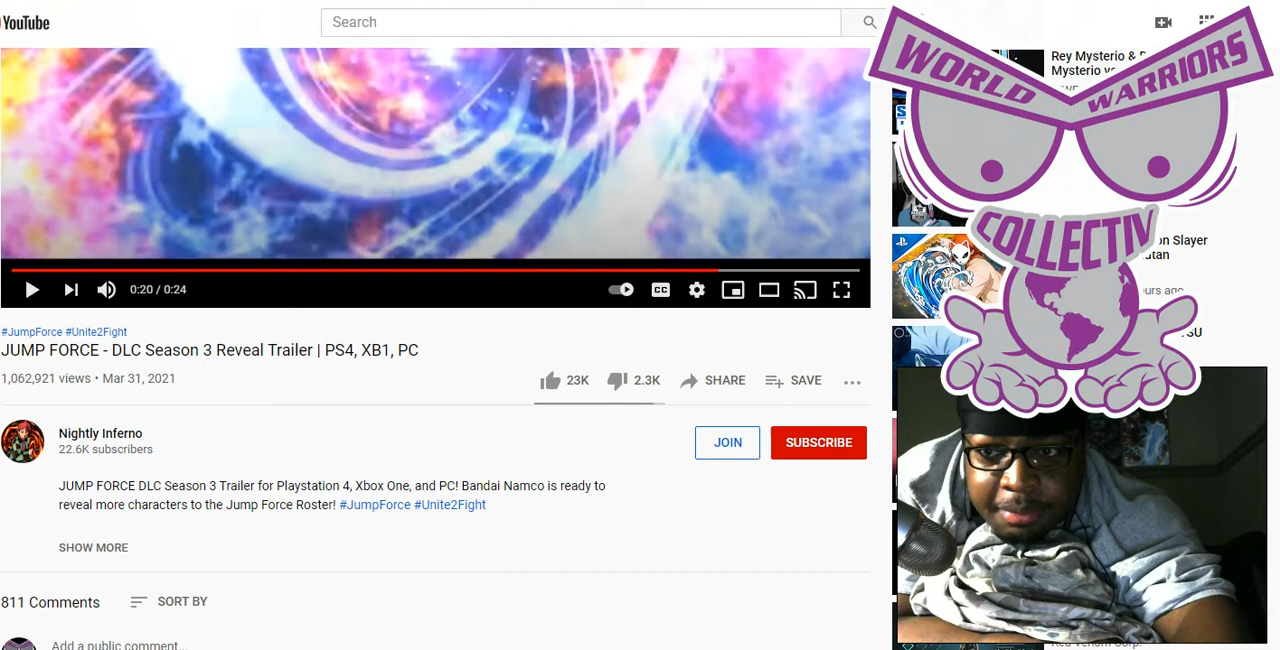 YouTube
Search
Rey Mysterio &
Mysterio
WORLD WARRIORS
COLLECTIV
on Slayer
0:20 / 0:24
CC
#JumpForce #Unite2Fight
JUMP FORCE - DLC Season 3 Reveal Trailer | PS4, XB1, PC
1,062,921 views • Mar 31, 2021
23K 2.3K SHARE SAVE
Nightly Inferno
22.6K subscribers
JOIN SUBSCRIBE
JUMP FORCE DLC Season 3 Trailer for Playstation 4, Xbox One, and PC! Bandai Namco is ready to
reveal more characters to the Jump Force Roster! #JumpForce #Unite2Fight
SHOW MORE
811 Comments SORT BY
Add a public comment...